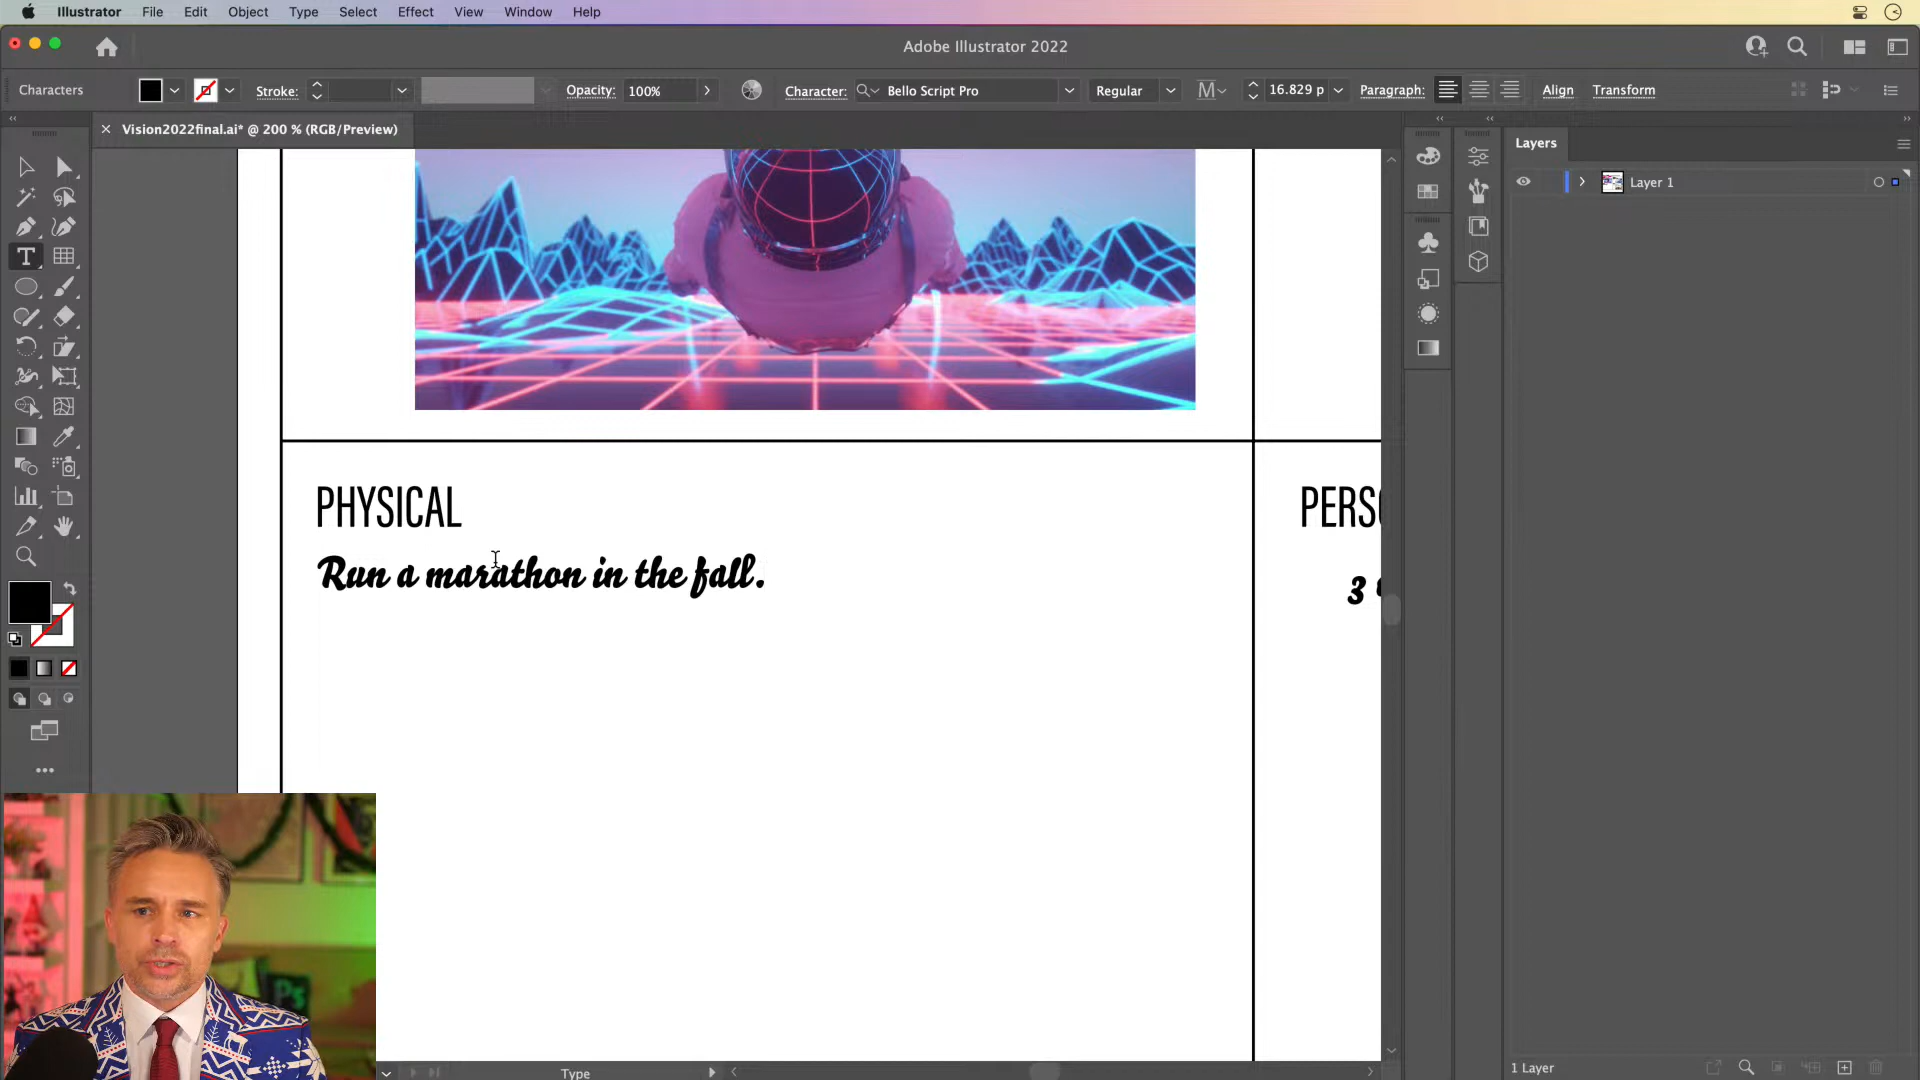 Illustrator File Edit Object Type Select Effect View Window Help
Adobe Illustrator 2022
Characters Stroke: Opacity: 100% Character: Bello Script Pro Regular 16.829 p Paragraph: Align Transform
× Vision2022final.ai* @ 200 % (RGB/Preview)
Layers
Layer 1
PHYSICAL
PERSO
Run a marathon in the fall.
3
Ps
Type
1 Layer